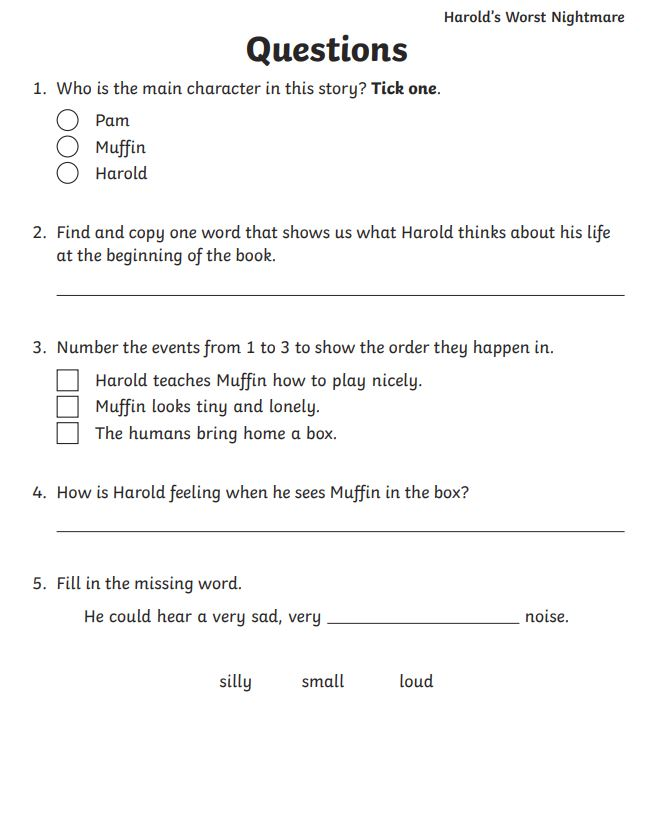 Harold's Worst Nightmare
Questions
1. Who is the main character in this story? Tick one.
Pam
Muffin
Harold
2. Find and copy one word that shows us what Harold thinks about his life
at the beginning of the book.
3. Number the events from 1 to 3 to show the order they happen in.
Harold teaches Muffin how to play nicely.
Muffin looks tiny and lonely.
The humans bring home a box.
4. How is Harold feeling when he sees Muffin in the box?
5. Fill in the missing word.
He could hear a very sad, very ____________________ noise.
silly small loud